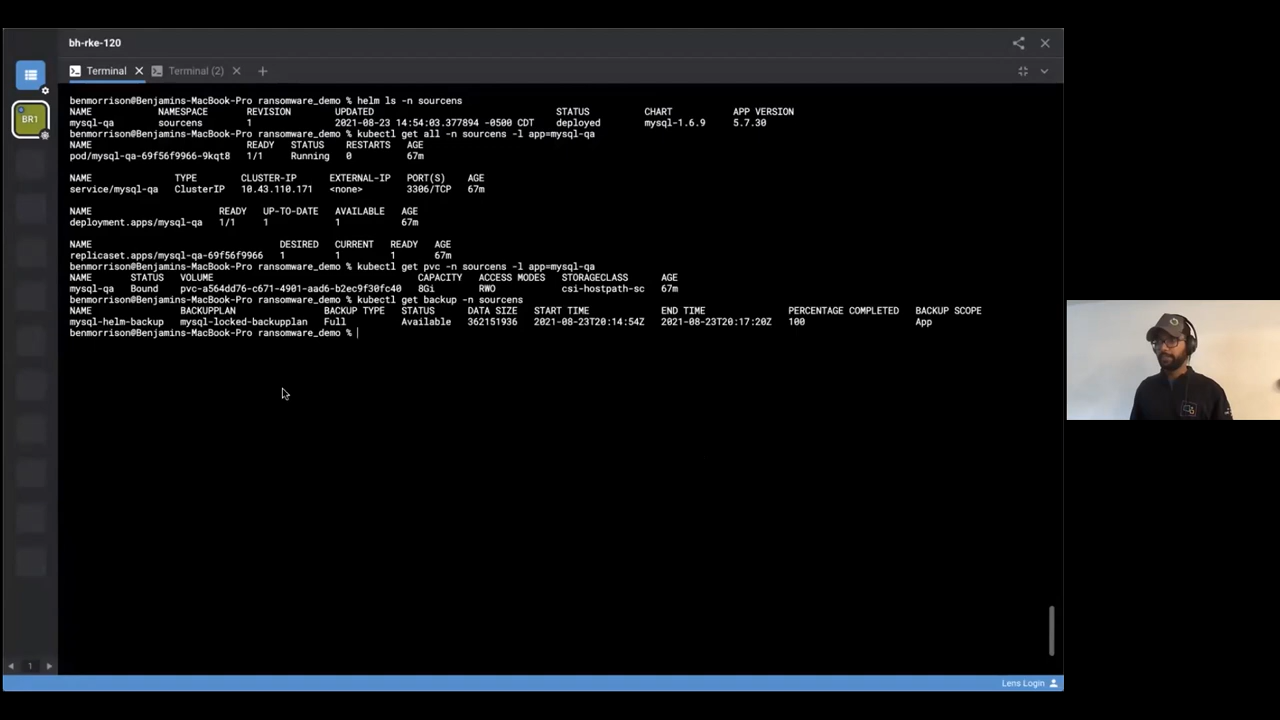 bh-rke-120
Terminal
Terminal (2)
BR1
benmorrison@Benjamins-MacBook-Pro ransomware_demo % helm ls -n sourcens
NAME NAMESPACE REVISION UPDATED STATUS CHART APP VERSION
mysql-qa sourcens 1 2021-08-23 14:54:03.377894 -0500 CDT deployed mysql-1.6.9 5.7.30
benmorrison@Benjamins-MacBook-Pro ransomware_demo % kubectl get all -n sourcens -l app=mysql-qa
NAME READY STATUS RESTARTS AGE
pod/mysql-qa-69f56f9966-9kqt8 1/1 Running 0 67m
NAME TYPE CLUSTER-IP EXTERNAL-IP PORT(S) AGE
service/mysql-qa ClusterIP 10.43.110.171 <none> 3306/TCP 67m
NAME READY UP-TO-DATE AVAILABLE AGE
deployment.apps/mysql-qa 1/1 1 1 67m
NAME DESIRED CURRENT READY AGE
replicaset.apps/mysql-qa-69f56f9966 1 1 1 67m
benmorrison@Benjamins-MacBook-Pro ransomware_demo % kubectl get pvc -n sourcens -l app=mysql-qa
NAME STATUS VOLUME CAPACITY ACCESS MODES STORAGECLASS AGE
mysql-qa Bound pvc-a564dd76-c671-4901-aad6-b2ec9f30fc40 8Gi RWO csi-hostpath-sc 67m
benmorrison@Benjamins-MacBook-Pro ransomware_demo % kubectl get backup -n sourcens
NAME BACKUPPLAN BACKUP TYPE STATUS DATA SIZE START TIME END TIME PERCENTAGE COMPLETED BACKUP SCOPE
mysql-helm-backup mysql-locked-backupplan Full Available 362151936 2021-08-23T20:14:54Z 2021-08-23T20:17:20Z 100 App
benmorrison@Benjamins-MacBook-Pro ransomware_demo %
1
Lens Login